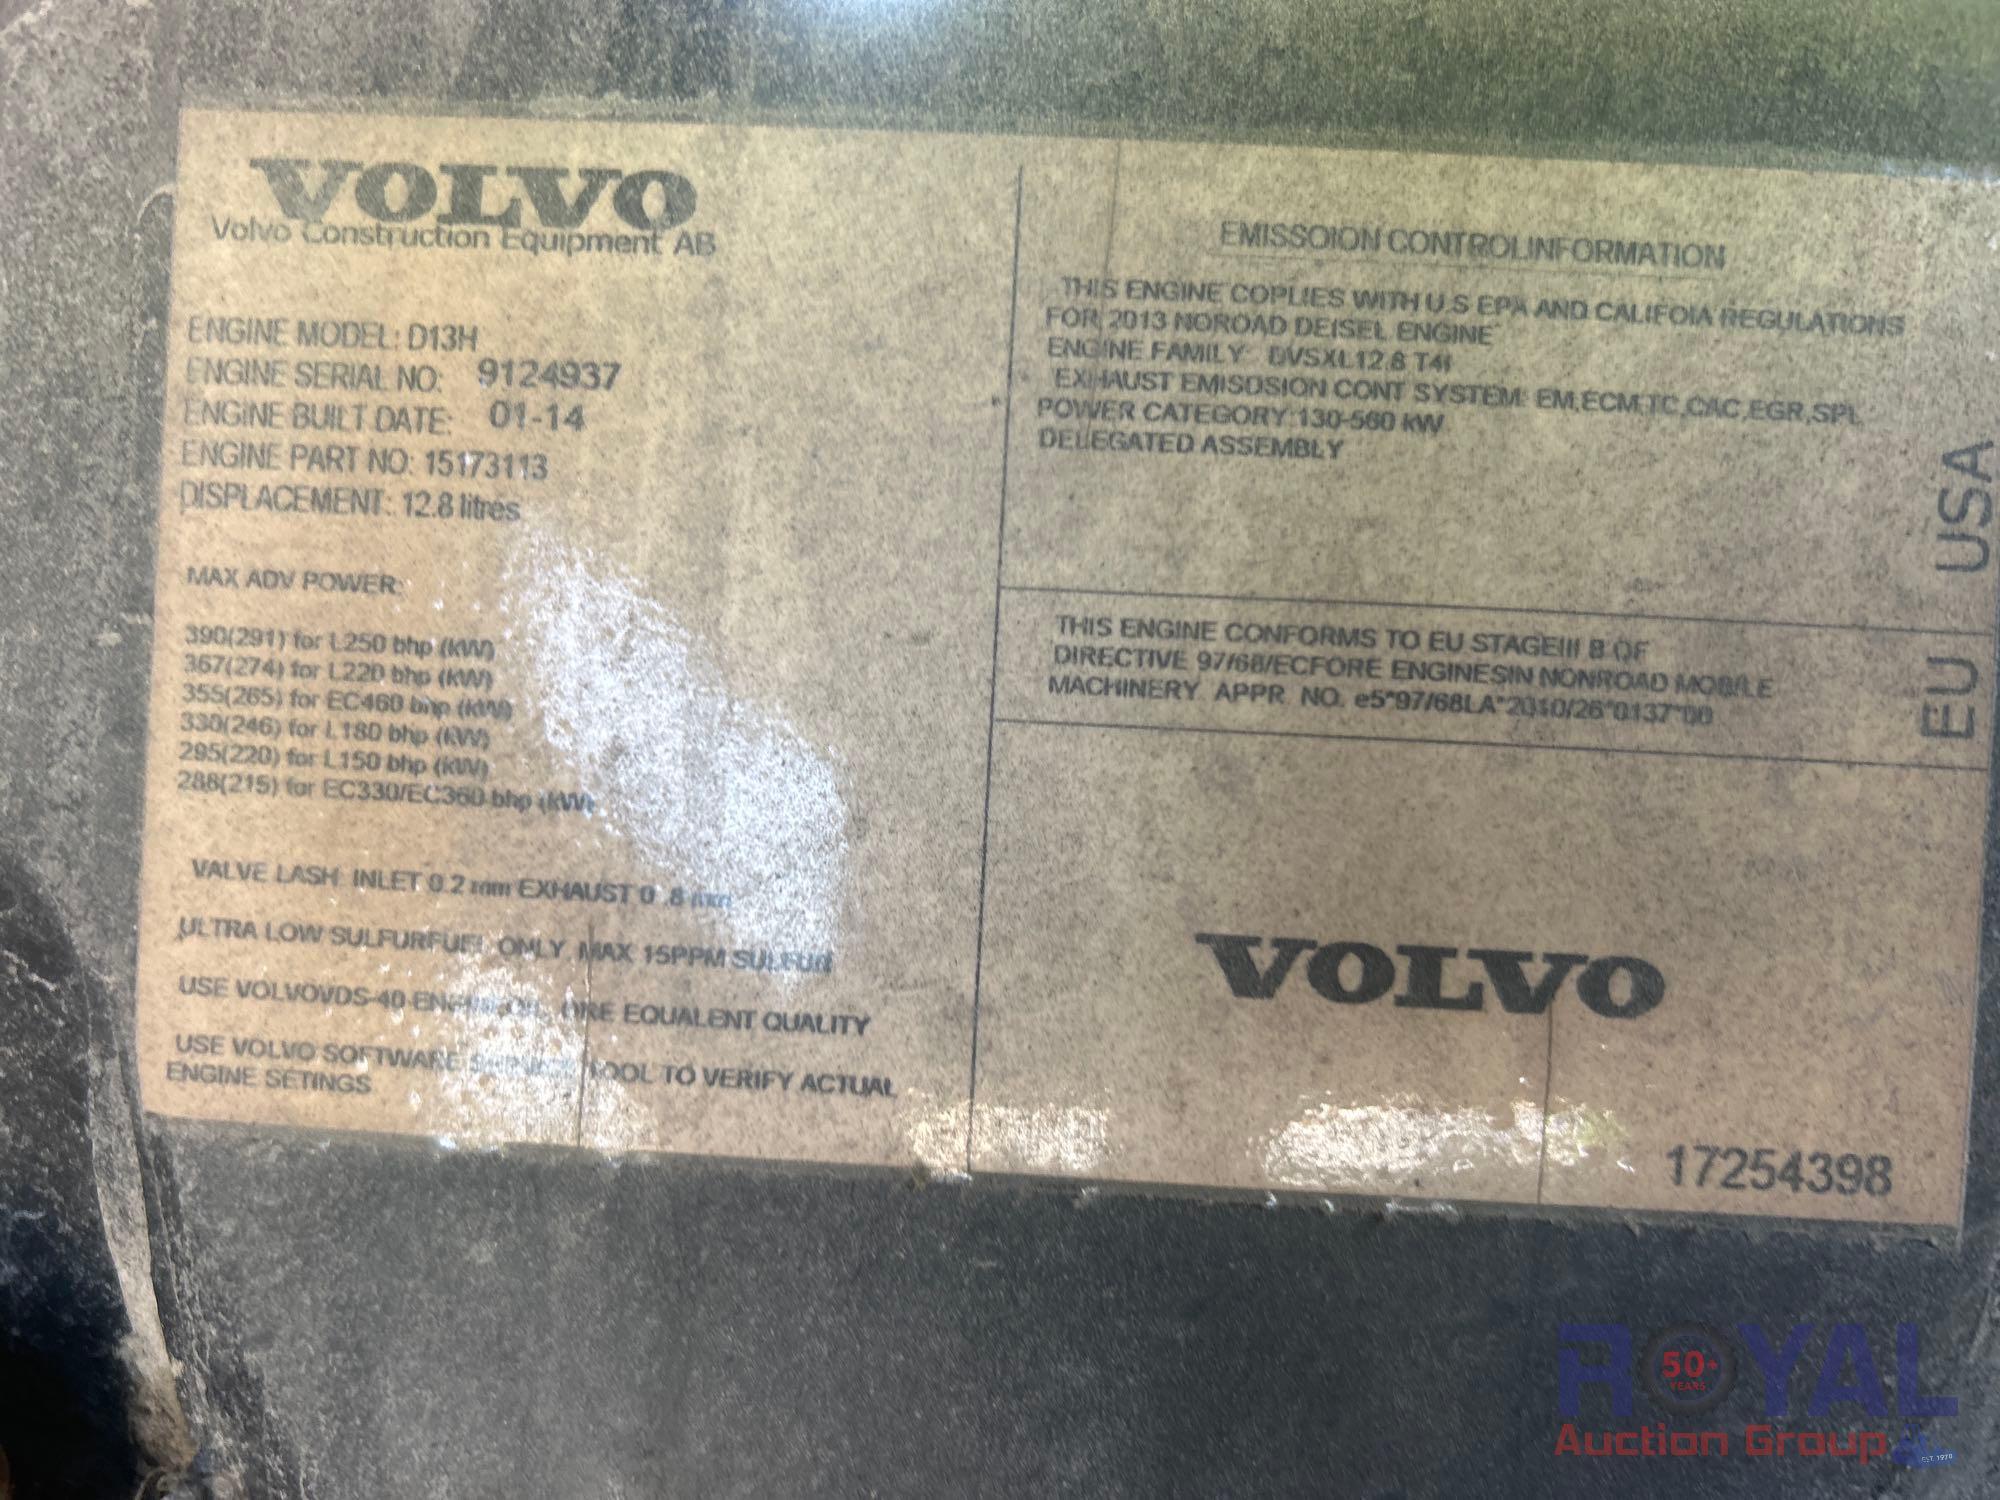 VOLVO
Volvo Construction Equipment AB
ENGINE MODEL: D13H
ENGINE SERIAL NO: 9124937
ENGINE BUILT DATE: 01-14
ENGINE PART NO: 15173113
DISPLACEMENT: 12.8 litres
MAX ADV POWER:
390(291) for L250 bhp (kW)
367(274) for L220 bhp (kW)
355(265) for EC460 bhp (kW)
330(246) for L180 bhp (kW)
295(220) for L150 bhp (kW)
288(215) for EC330/EC360 bhp (kW)
VALVE LASH INLET 0.2 mm EXHAUST 0 .8 mm
ULTRA LOW SULFURFUEL ONLY MAX 15PPM SULFUR
USE VOLVOVDS-40 ENGINE OIL, ORE EQUALENT QUALITY
USE VOLVO SOFTWARE SERVICE TOOL TO VERIFY ACTUAL
ENGINE SETINGS
EMISSOION CONTROLINFORMATION
THIS ENGINE COPLIES WITH U.S EPA AND CALIFOIA REGULATIONS
FOR 2013 NOROAD DEISEL ENGINE
ENGINE FAMILY: DVSXL12.8 T4I
EXHAUST EMISOSION CONT SYSTEM: EM,ECM,TC,CAC,EGR,SPL
POWER CATEGORY:130-560 kW
DELEGATED ASSEMBLY
USA
THIS ENGINE CONFORMS TO EU STAGEIII B OF
DIRECTIVE 97/68/ECFORE ENGINESIN NONROAD MOBILE
MACHINERY APPR NO. e5*97/68LA*2010/26*0137*00
EU
VOLVO
17254398
ROYAL
50+
YEARS
Auction Group
EST. 1970